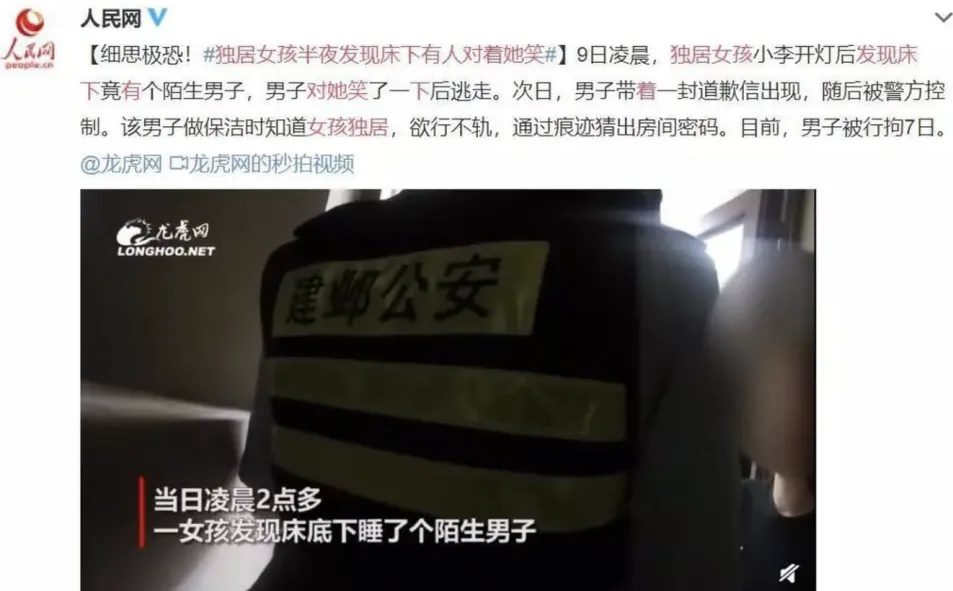 人民网
人民网
people.cn
【细思极恐！#独居女孩半夜发现床下有人对着她笑#】9日凌晨，独居女孩小李开灯后发现床
下竟有个陌生男子，男子对她笑了一下后逃走。次日，男子带着一封道歉信出现，随后被警方控
制。该男子做保洁时知道女孩独居，欲行不轨，通过痕迹猜出房间密码。目前，男子被行拘7日。
@龙虎网 龙虎网的秒拍视频
龙虎网
LONGHOO.NET
建邺公安
当日凌晨2点多
一女孩发现床底下睡了个陌生男子